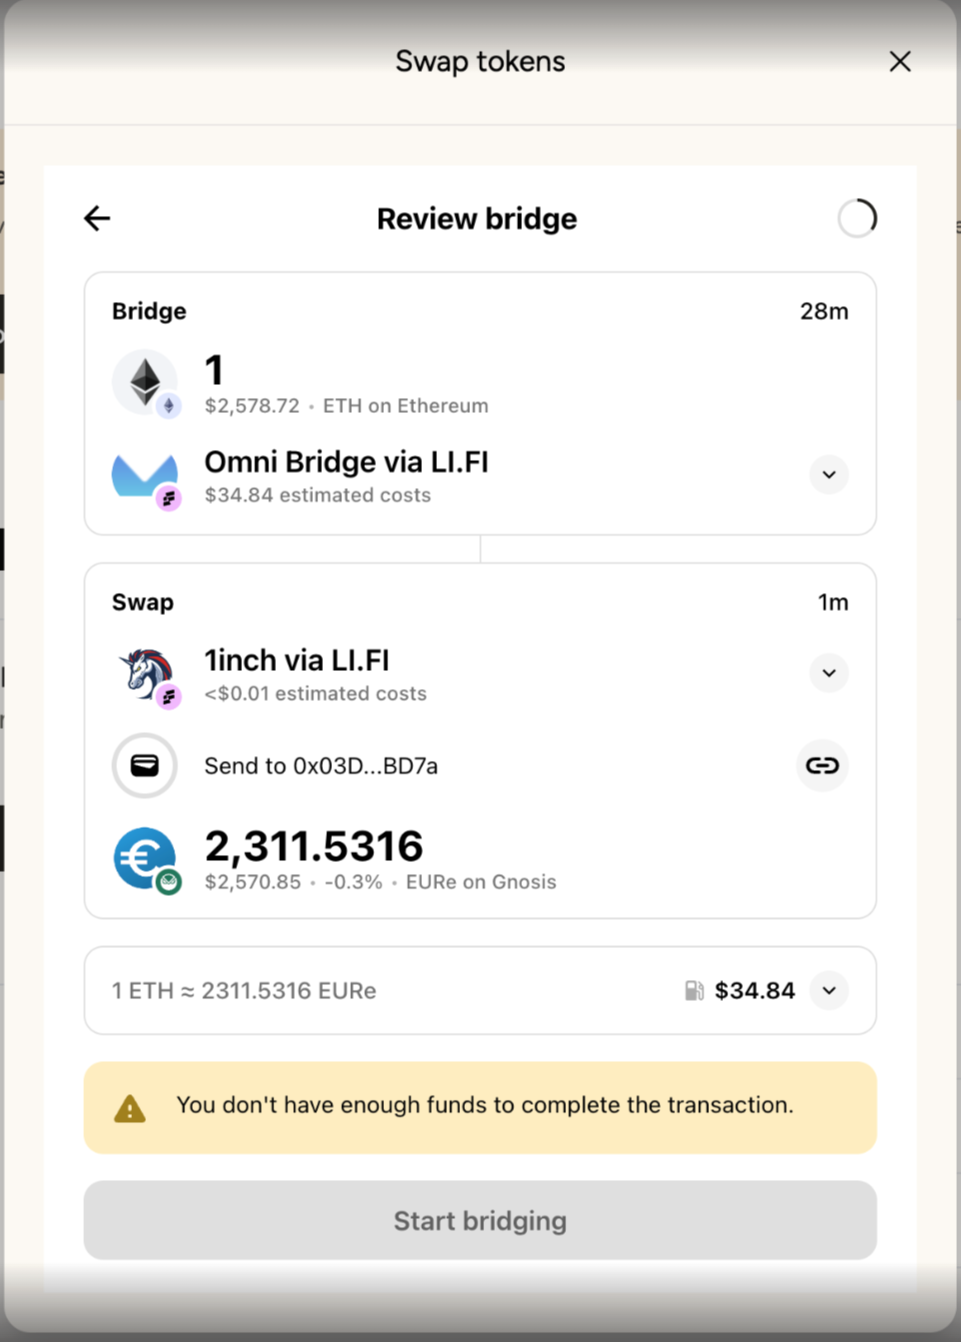 Swap tokens
Review bridge
Bridge 28m
1
$2,578.72 • ETH on Ethereum
Omni Bridge via LI.FI
$34.84 estimated costs
Swap 1m
1inch via LI.FI
<$0.01 estimated costs
Send to 0x03D...BD7a
2,311.5316
$2,570.85 • -0.3% • EURe on Gnosis
1 ETH ≈ 2311.5316 EURe $34.84
You don't have enough funds to complete the transaction.
Start bridging